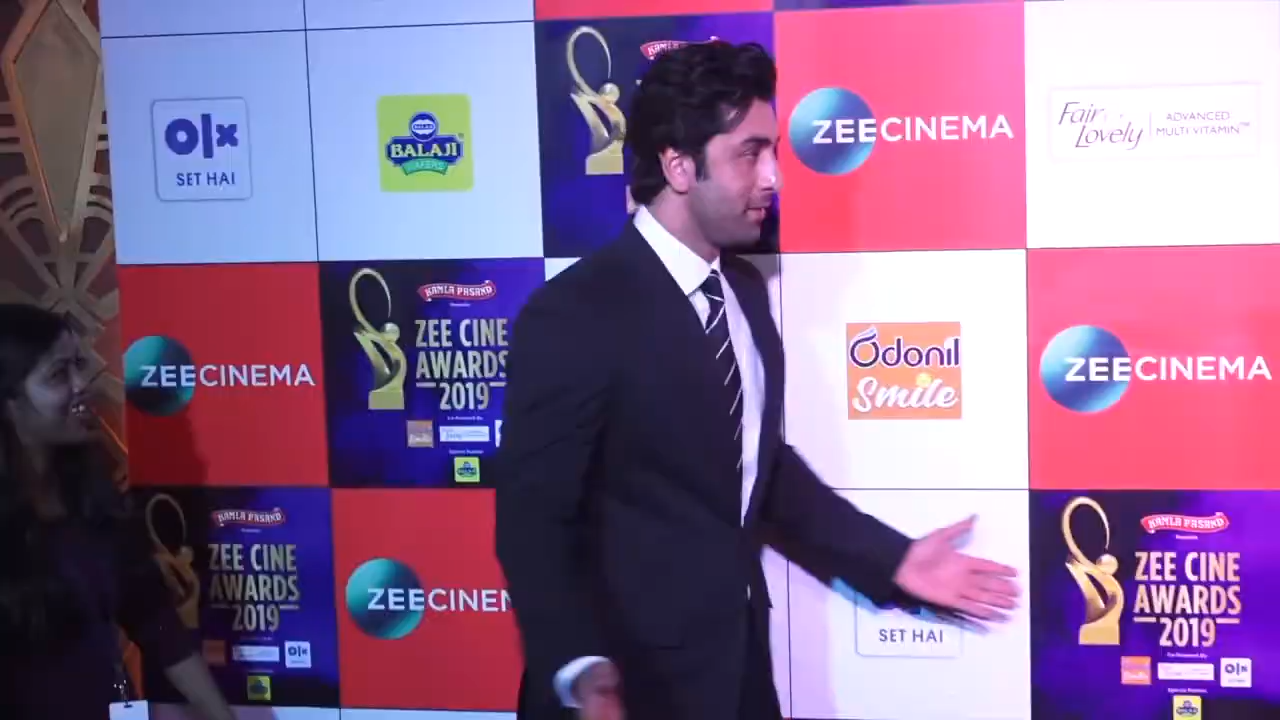 KAMLA PASAND
olx
SET HAI
BALAJI
WAFERS
ZEECINEMA
Fair
Lovely
ADVANCED
MULTI VITAMIN™
ZEECINEMA
KAMLA PASAND
ZEE CINE
AWARDS
2019
Odonil
Smile
ZEECINEMA
KAMLA PASAND
ZEE CINE
AWARDS
2019
olx
ZEECINEM
SET HAI
KAMLA PASAND
ZEE CINE
AWARDS
2019
olx